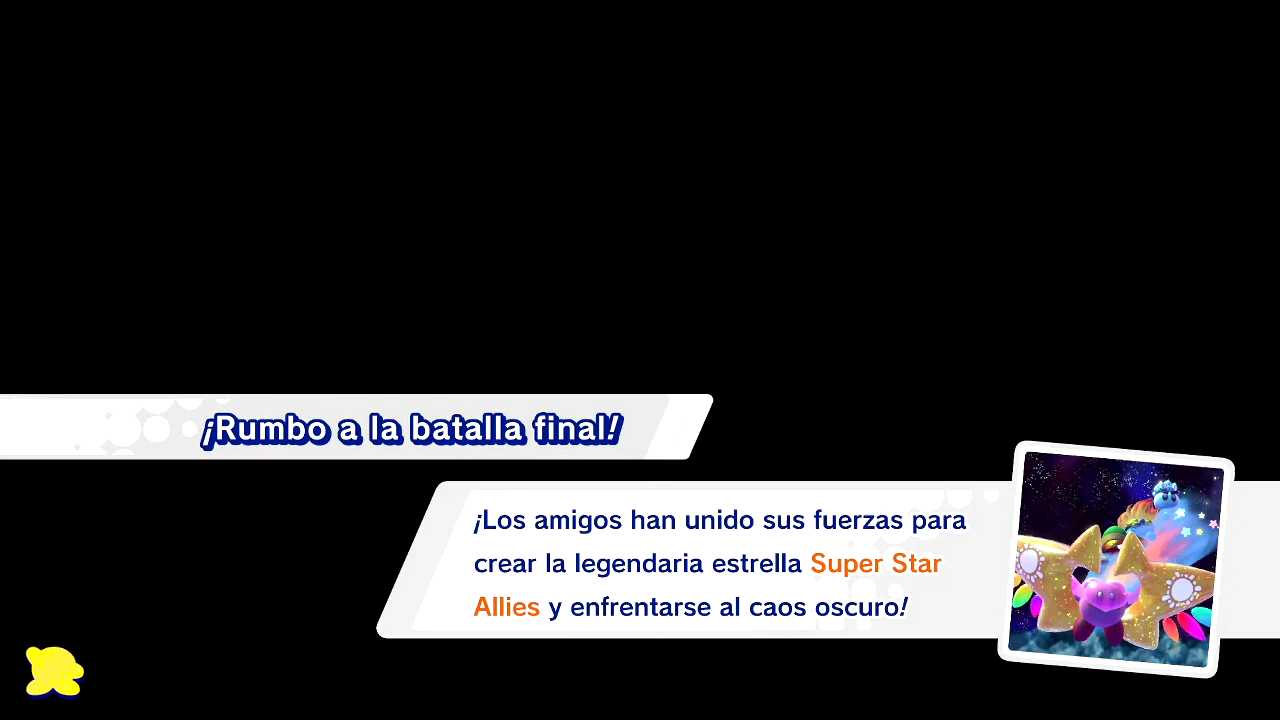 ¡Rumbo a la batalla final!
¡Los amigos han unido sus fuerzas para
crear la legendaria estrella Super Star
Allies y enfrentarse al caos oscuro!